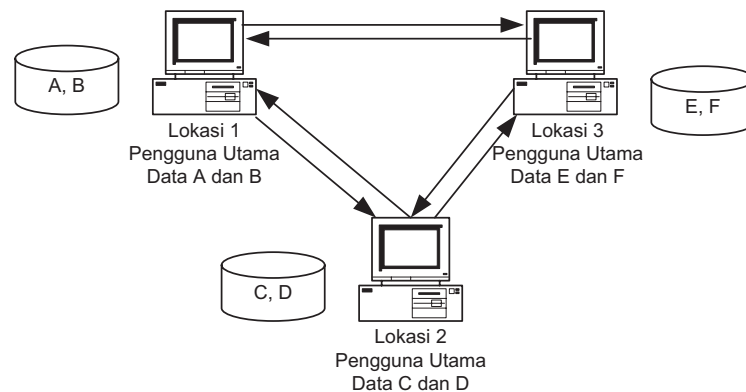 A, B
Lokasi 1
Pengguna Utama
Data A dan B
Lokasi 3
Pengguna Utama
Data E dan F
E, F
C, D
Lokasi 2
Pengguna Utama
Data C dan D